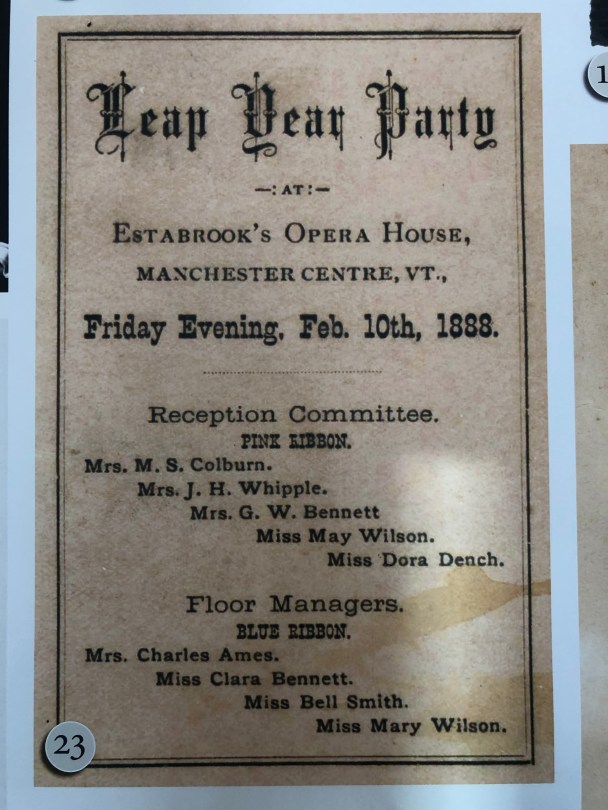 Leap Year Party
—: AT :—
ESTABROOK'S OPERA HOUSE,
MANCHESTER CENTRE, VT.,
Friday Evening, Feb. 10th, 1888.
Reception Committee.
PINK RIBBON.
Mrs. M. S. Colburn.
Mrs. J. H. Whipple.
Mrs. G. W. Bennett
Miss May Wilson.
Miss Dora Dench.
Floor Managers.
BLUE RIBBON.
Mrs. Charles Ames.
Miss Clara Bennett.
Miss Bell Smith.
Miss Mary Wilson.
23
1